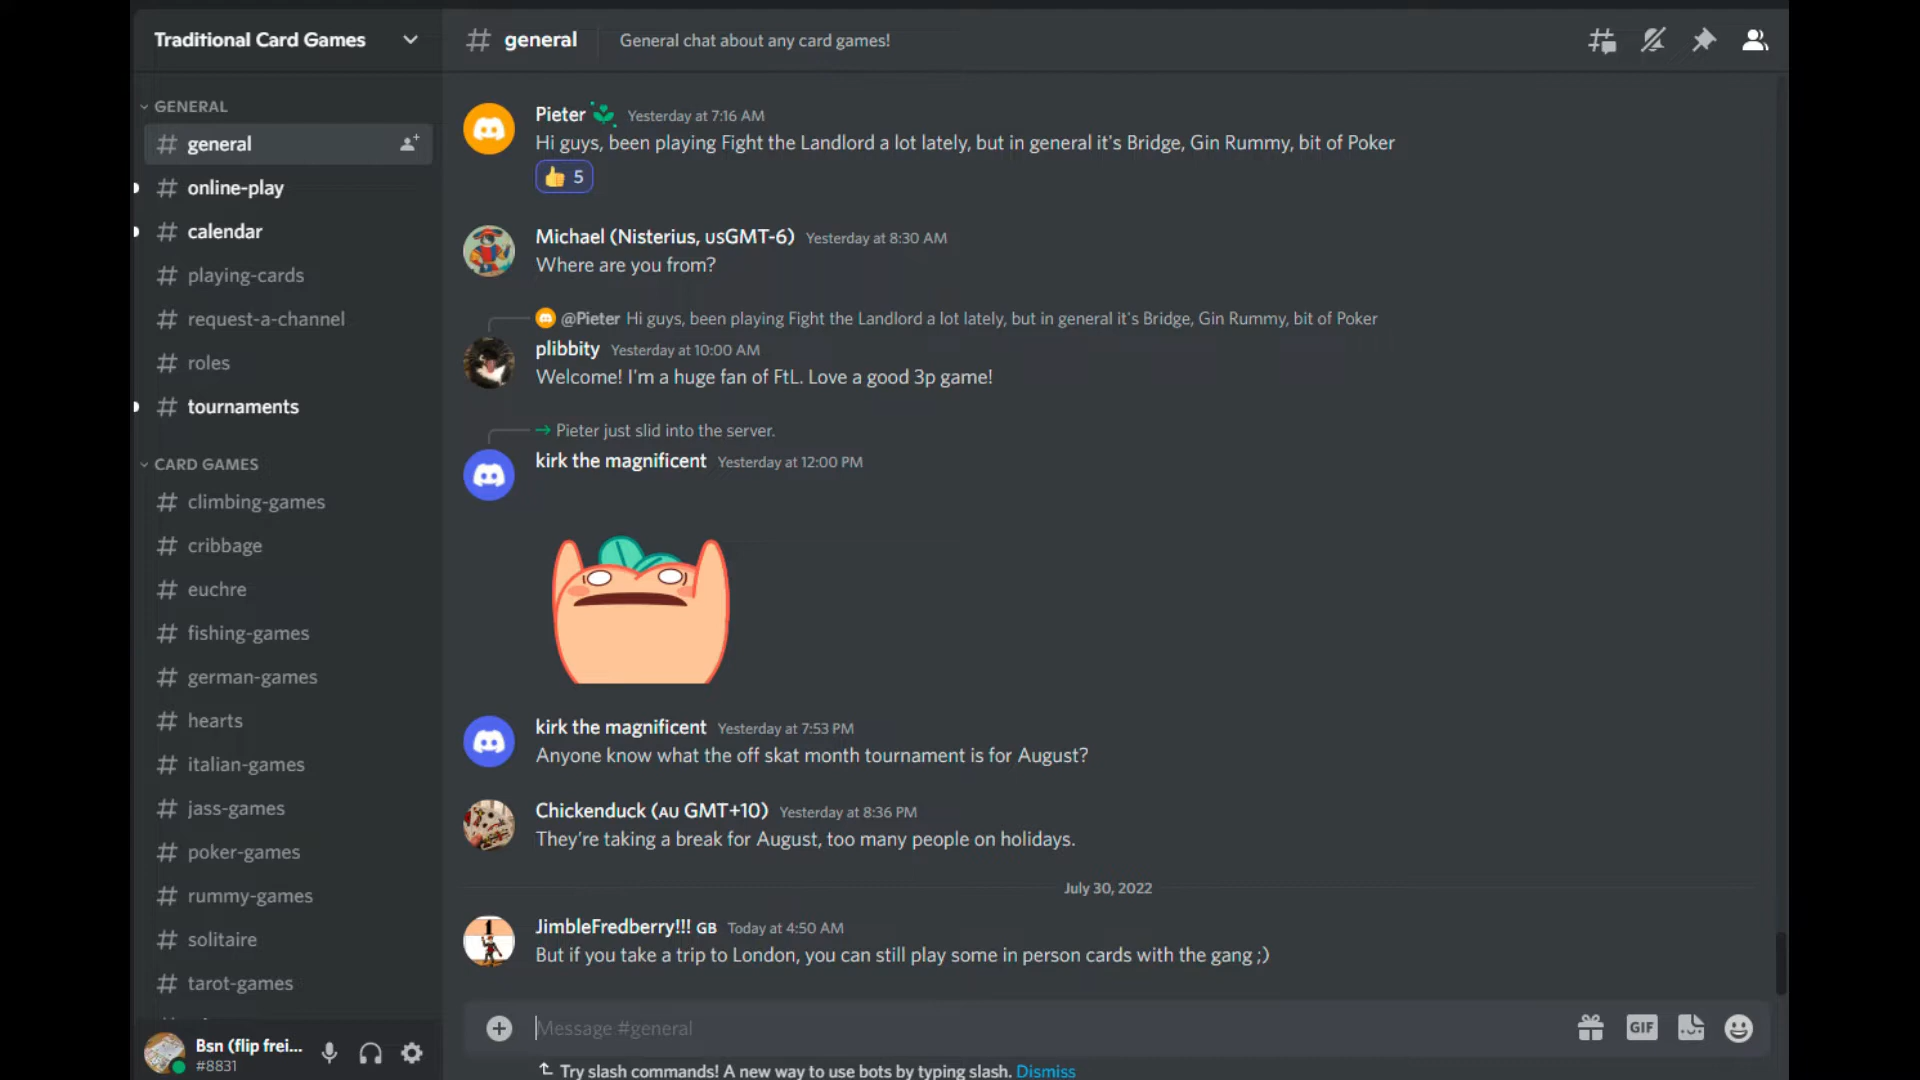 Traditional Card Games
GENERAL
general
online-play
calendar
playing-cards
request-a-channel
roles
tournaments
CARD GAMES
climbing-games
cribbage
euchre
fishing-games
german-games
hearts
italian-games
jass-games
poker-games
rummy-games
solitaire
tarot-games
Bsn (flip frei...
#8831
# general General chat about any card games!
Pieter Yesterday at 7:16 AM
Hi guys, been playing Fight the Landlord a lot lately, but in general it's Bridge, Gin Rummy, bit of Poker
5
Michael (Nisterius, USGMT-6) Yesterday at 8:30 AM
Where are you from?
@Pieter Hi guys, been playing Fight the Landlord a lot lately, but in general it's Bridge, Gin Rummy, bit of Poker
plibbity Yesterday at 10:00 AM
Welcome! I'm a huge fan of FtL. Love a good 3p game!
Pieter just slid into the server.
kirk the magnificent Yesterday at 12:00 PM
kirk the magnificent Yesterday at 7:53 PM
Anyone know what the off skat month tournament is for August?
Chickenduck (AU GMT+10) Yesterday at 8:36 PM
They're taking a break for August, too many people on holidays.
July 30, 2022
JimbleFredberry!!! GB Today at 4:50 AM
But if you take a trip to London, you can still play some in person cards with the gang ;)
Message #general
GIF
Try slash commands! A new way to use bots by typing slash. Dismiss